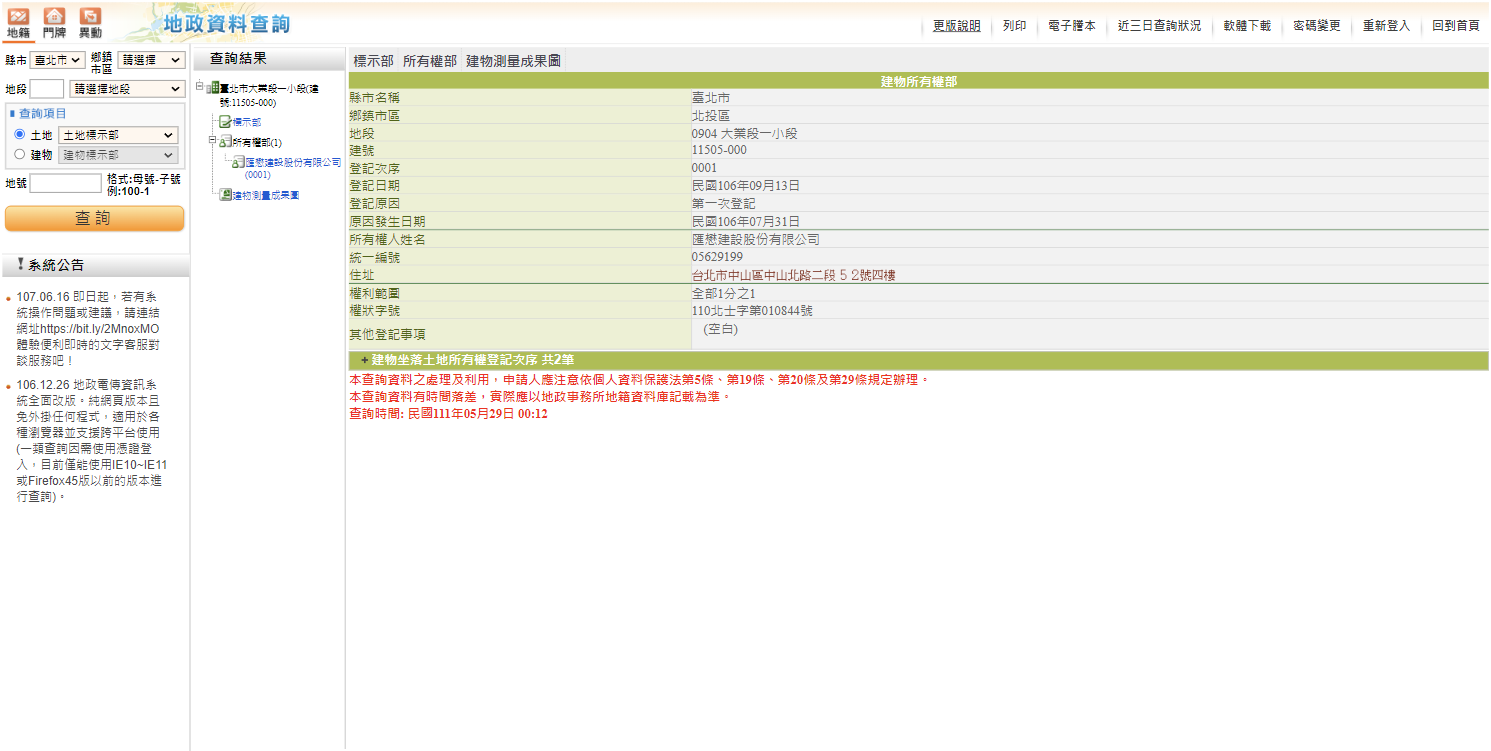 地籍 門牌 異動
地政資料查詢
更版說明 列印 電子謄本 近三日查詢狀況 軟體下載 密碼變更 重新登入 回到首頁
縣市 臺北市 鄉鎮市區 請選擇
地段 請選擇地段
查詢項目
土地 土地標示部
建物 建物標示部
地號 格式:母號-子號
例:100-1
查 詢
系統公告
107.06.16 即日起，若有系
統操作問題或建議，請連結
網址https://bit.ly/2MnoxMO
體驗便利即時的文字客服對
談服務吧！
106.12.26 地政電傳資訊系
統全面改版。純網頁版本且
免外掛任何程式，適用於各
種瀏覽器並支援跨平台使用
(一類查詢因需使用憑證登
入，目前僅能使用IE10~IE11
或Firefox45版以前的版本進
行查詢)。
查詢結果
臺北市大業段一小段(建
號:11505-000)
標示部
所有權部(1)
匯懋建設股份有限公司
(0001)
建物測量成果圖
標示部 所有權部 建物測量成果圖
建物所有權部
縣市名稱 臺北市
鄉鎮市區 北投區
地段 0904 大業段一小段
建號 11505-000
登記次序 0001
登記日期 民國106年09月13日
登記原因 第一次登記
原因發生日期 民國106年07月31日
所有權人姓名 匯懋建設股份有限公司
統一編號 05629199
住址 台北市中山區中山北路二段５２號四樓
權利範圍 全部1分之1
權狀字號 110北士字第010844號
其他登記事項 (空白)
+ 建物坐落土地所有權登記次序 共2筆
本查詢資料之處理及利用，申請人應注意依個人資料保護法第5條、第19條、第20條及第29條規定辦理。
本查詢資料有時間落差，實際應以地政事務所地籍資料庫記載為準。
查詢時間: 民國111年05月29日 00:12